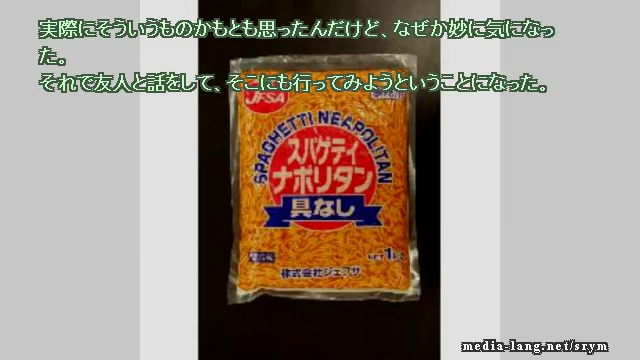 実際にそういうものかもとも思ったんだけど、なぜか妙に気になっ
た。
それで友人と話をして、そこにも行ってみようということになった。
JFSA
SPAGHETTI NEAPOLITAN
スパゲティ
ナポリタン
具なし
NET 1
株式会社ジェフサ
media-lang.net/srym